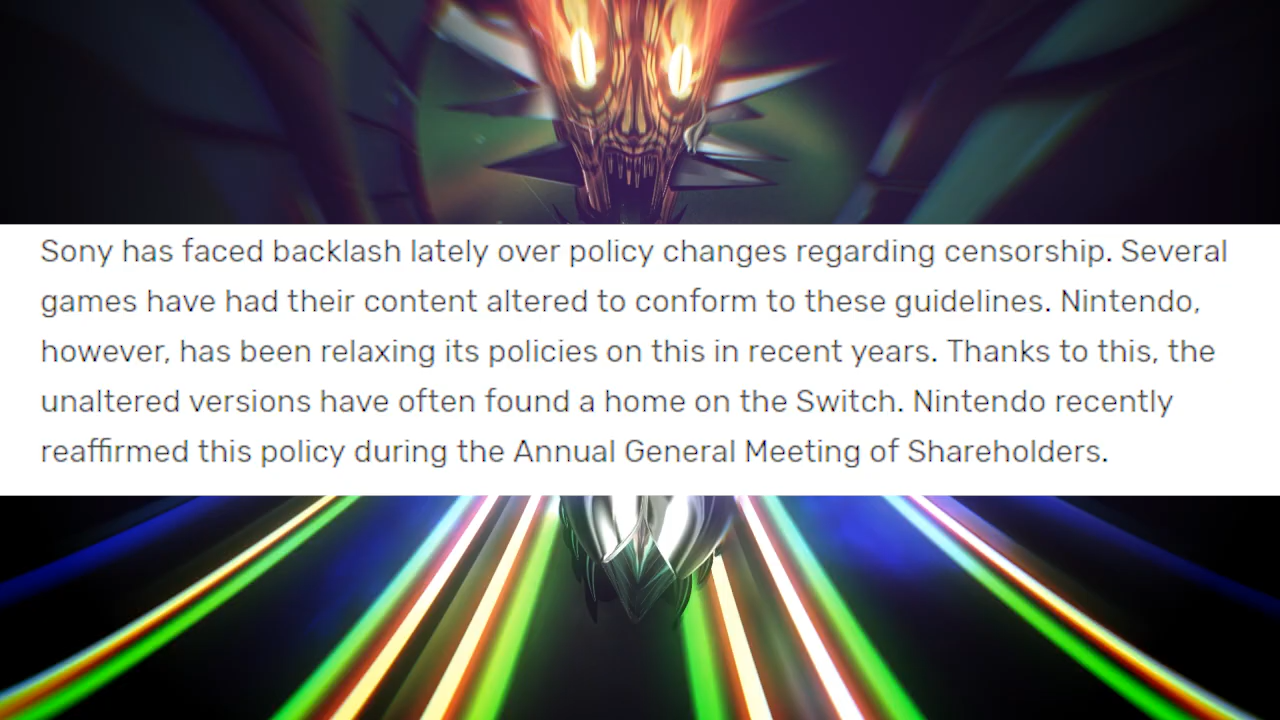 Sony has faced backlash lately over policy changes regarding censorship. Several
games have had their content altered to conform to these guidelines. Nintendo,
however, has been relaxing its policies on this in recent years. Thanks to this, the
unaltered versions have often found a home on the Switch. Nintendo recently
reaffirmed this policy during the Annual General Meeting of Shareholders.